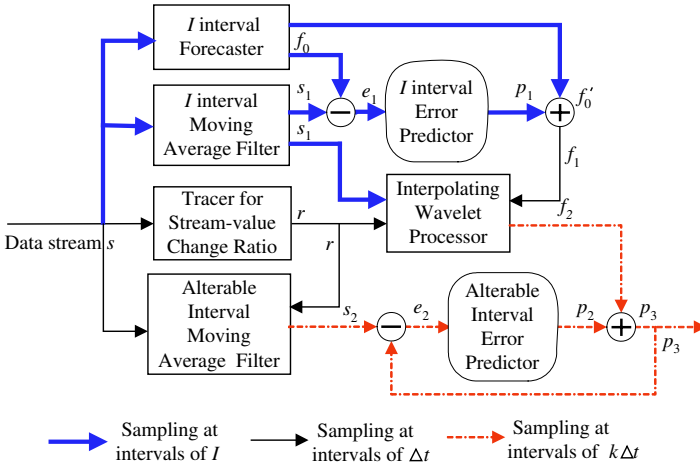 I interval
Forecaster
f₀
s₁
e₁
I interval
Error
Predictor
p₁
f₀′
I interval
Moving
Average Filter
s₁
f₁
Tracer for
Stream-value
Change Ratio
r
r
Interpolating
Wavelet
Processor
f₂
Data stream s
Alterable
Interval
Moving
Average Filter
s₂
e₂
Alterable
Interval
Error
Predictor
p₂
p₃
p₃
Sampling at
intervals of I
Sampling at
intervals of Δt
Sampling at
intervals of kΔt